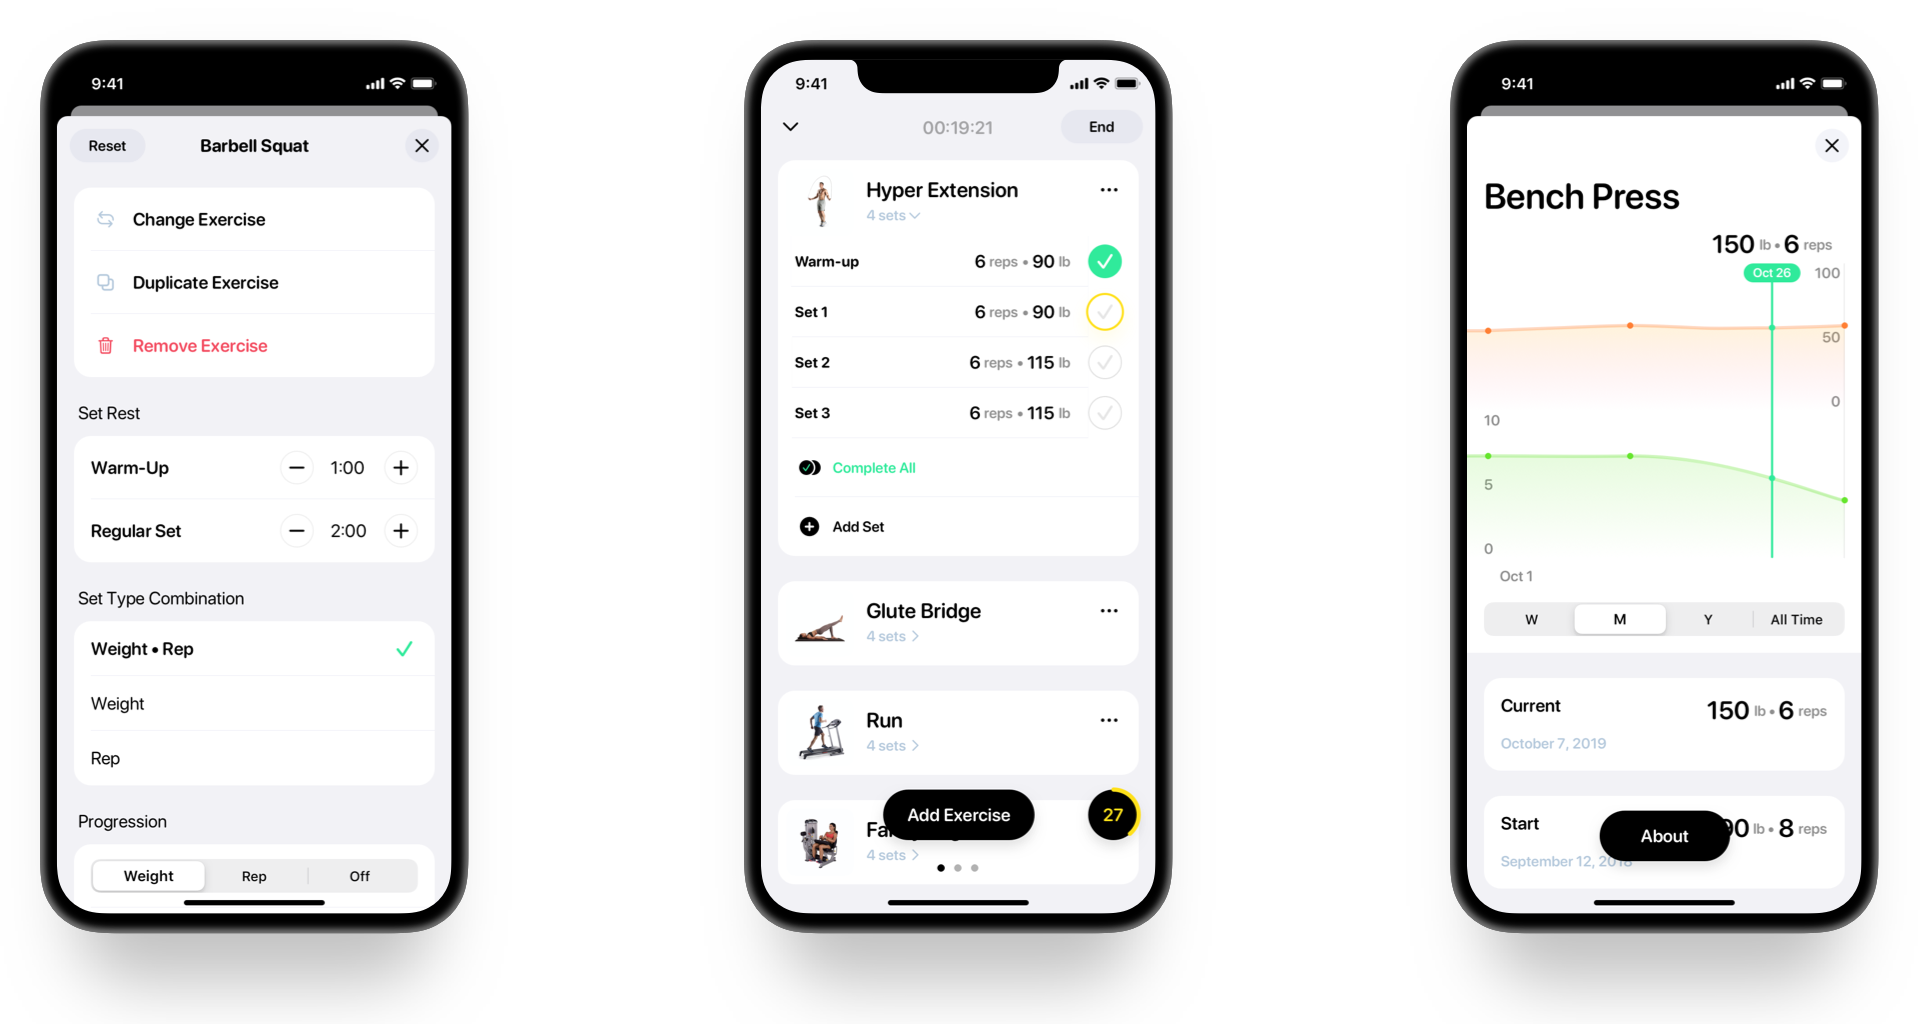 9:41
Reset Barbell Squat
Change Exercise
Duplicate Exercise
Remove Exercise
Set Rest
Warm-Up 1:00
Regular Set 2:00
Set Type Combination
Weight • Rep
Weight
Rep
Progression
Weight Rep Off
9:41
00:19:21 End
Hyper Extension
4 sets
Warm-up 6 reps • 90 lb
Set 1 6 reps • 90 lb
Set 2 6 reps • 115 lb
Set 3 6 reps • 115 lb
Complete All
Add Set
Glute Bridge
4 sets
Run
4 sets
Add Exercise 27
4 sets
9:41
Bench Press
150 lb • 6 reps
Oct 26 100
50
0
10
5
0
Oct 1
W M Y All Time
Current 150 lb • 6 reps
October 7, 2019
Start lb • 8 reps
About
September 12,